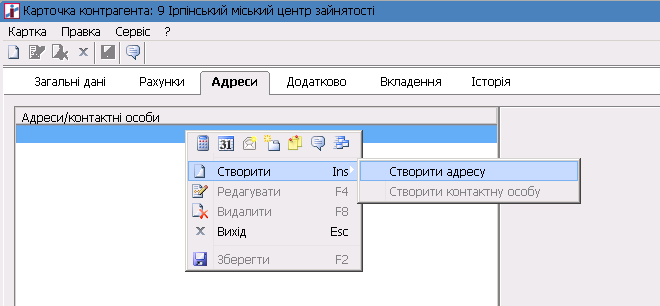 Карточка контрагента: 9 Ірпінський міський центр зайнятості
Картка Правка Сервіс ?
Загальні дані Рахунки Адреси Додатково Вкладення Історія
Адреси/контактні особи
31
Створити Ins Створити адресу
Редагувати F4 Створити контактну особу
Видалити F8
Вихід Esc
Зберегти F2